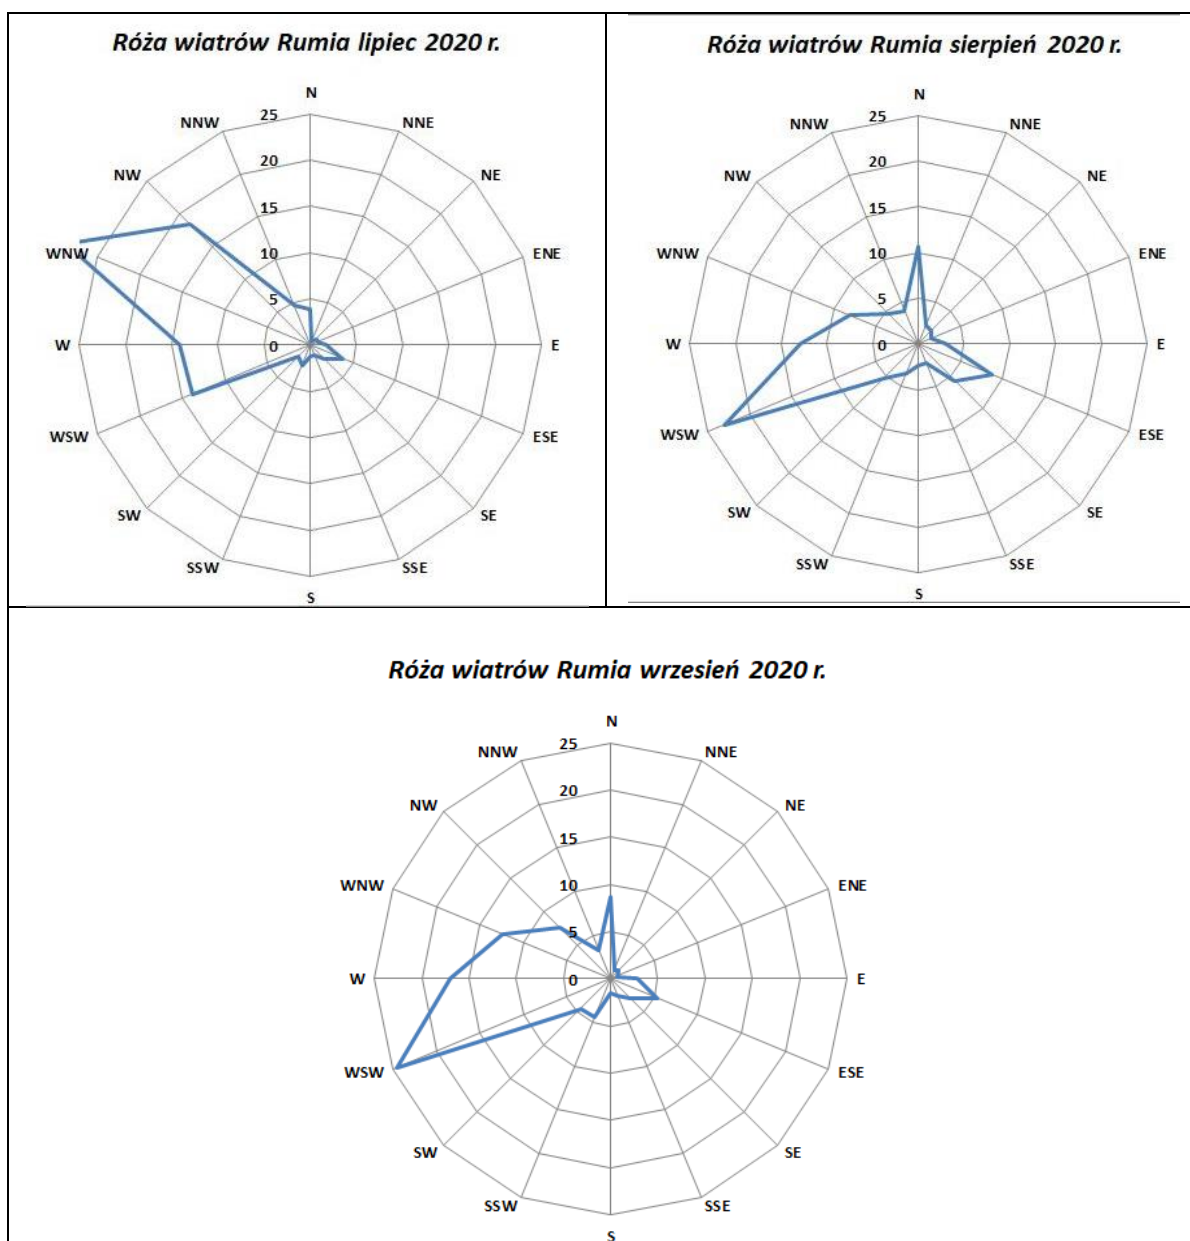 Róża wiatrów Rumia lipiec 2020 r.
N
NNE
NE
ENE
E
ESE
SE
SSE
S
SSW
SW
WSW
W
WNW
NW
NNW
25
20
15
10
5
0
Róża wiatrów Rumia sierpień 2020 r.
N
NNE
NE
ENE
E
ESE
SE
SSE
S
SSW
SW
WSW
W
WNW
NW
NNW
25
20
15
10
5
0
Róża wiatrów Rumia wrzesień 2020 r.
N
NNE
NE
ENE
E
ESE
SE
SSE
S
SSW
SW
WSW
W
WNW
NW
NNW
25
20
15
10
5
0